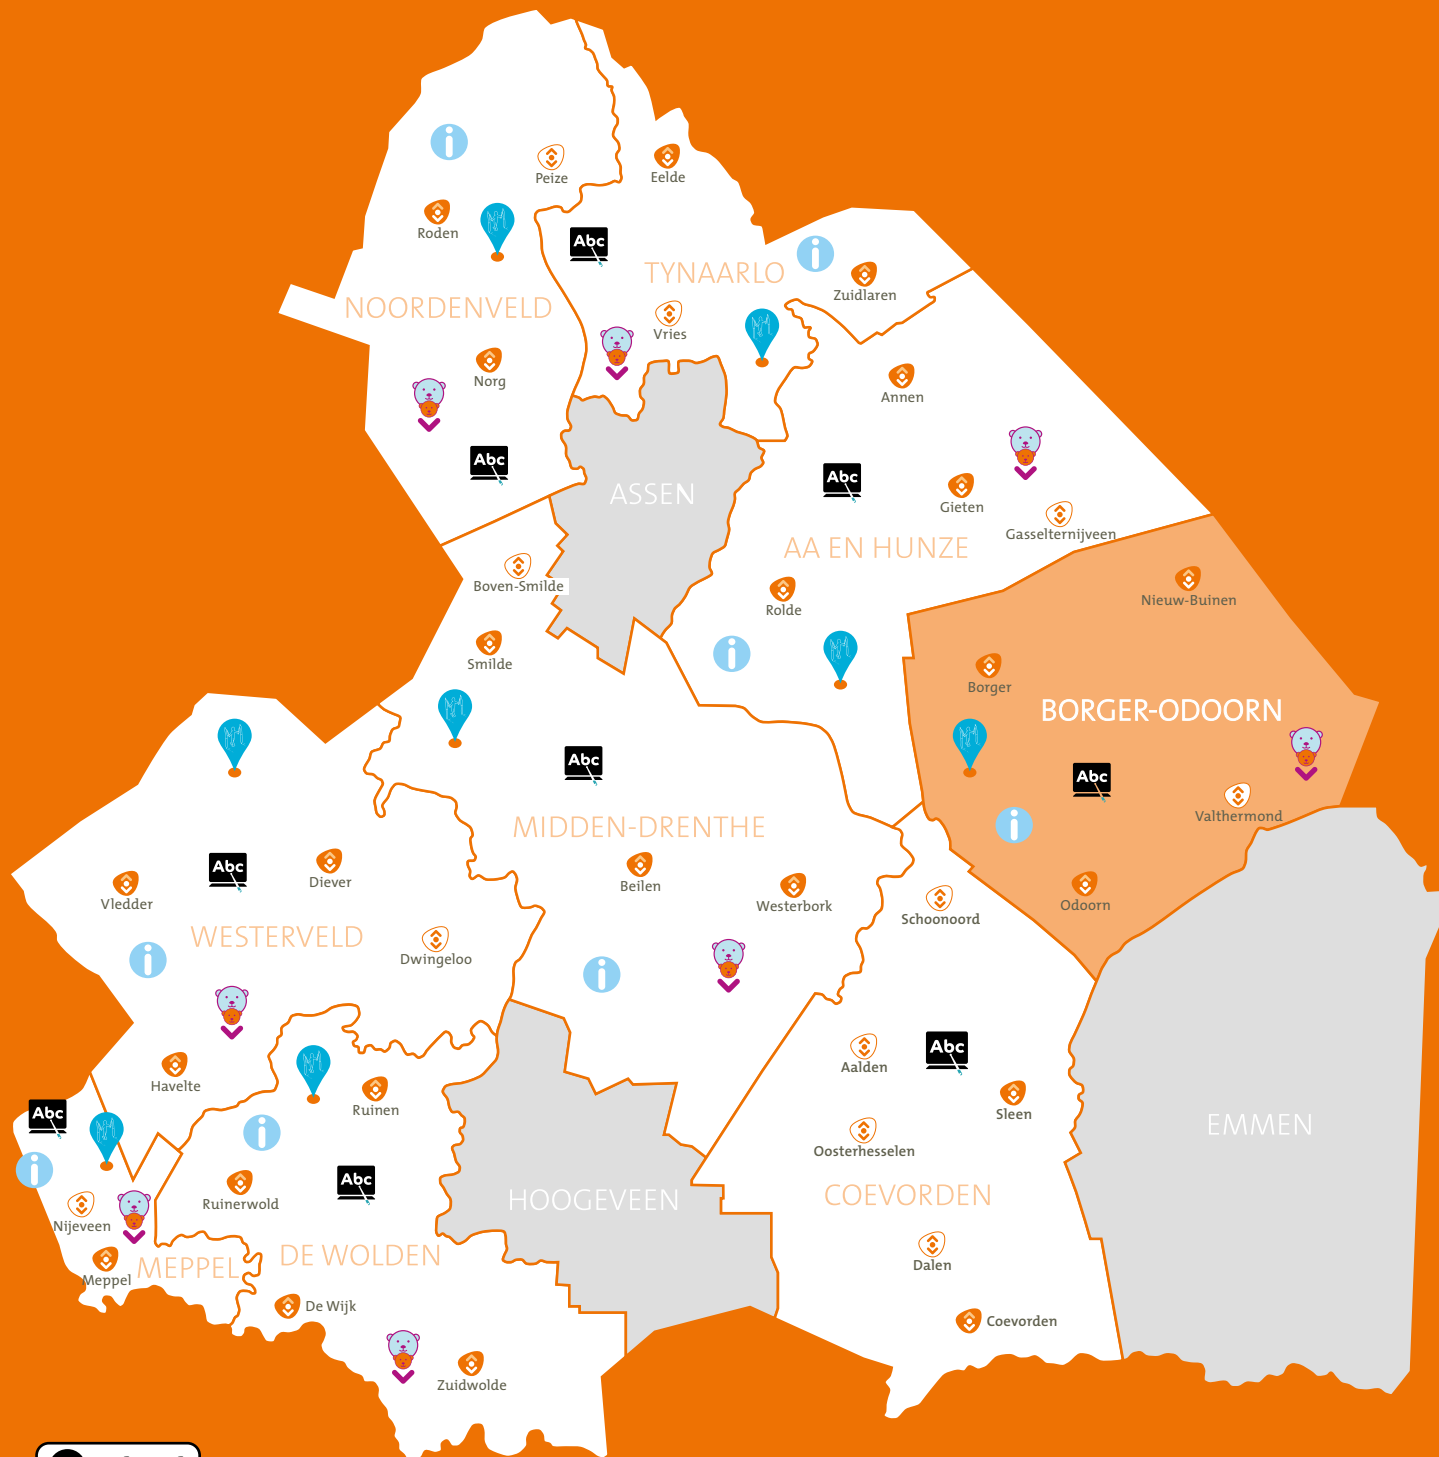 Peize
Eelde
Roden
Abc
TYNAARLO
Zuidlaren
NOORDENVELD
Vries
Norg
Annen
Abc
Abc
ASSEN
Gieten
Gasselternijveen
AA EN HUNZE
Boven-Smilde
Rolde
Nieuw-Buinen
Smilde
Borger
BORGER-ODOORN
Abc
Abc
Valthermond
MIDDEN-DRENTHE
Abc
Diever
Beilen
Vledder
Westerbork
Odoorn
Schoonoord
WESTERVELD
Dwingeloo
Abc
Aalden
Havelte
Ruinen
Sleen
Abc
EMMEN
Oosterhesselen
Abc
Ruinerwold
HOOGEVEEN
COEVORDEN
Nijeveen
DE WOLDEN
MEPPEL
Meppel
Dalen
De Wijk
Coevorden
Zuidwolde